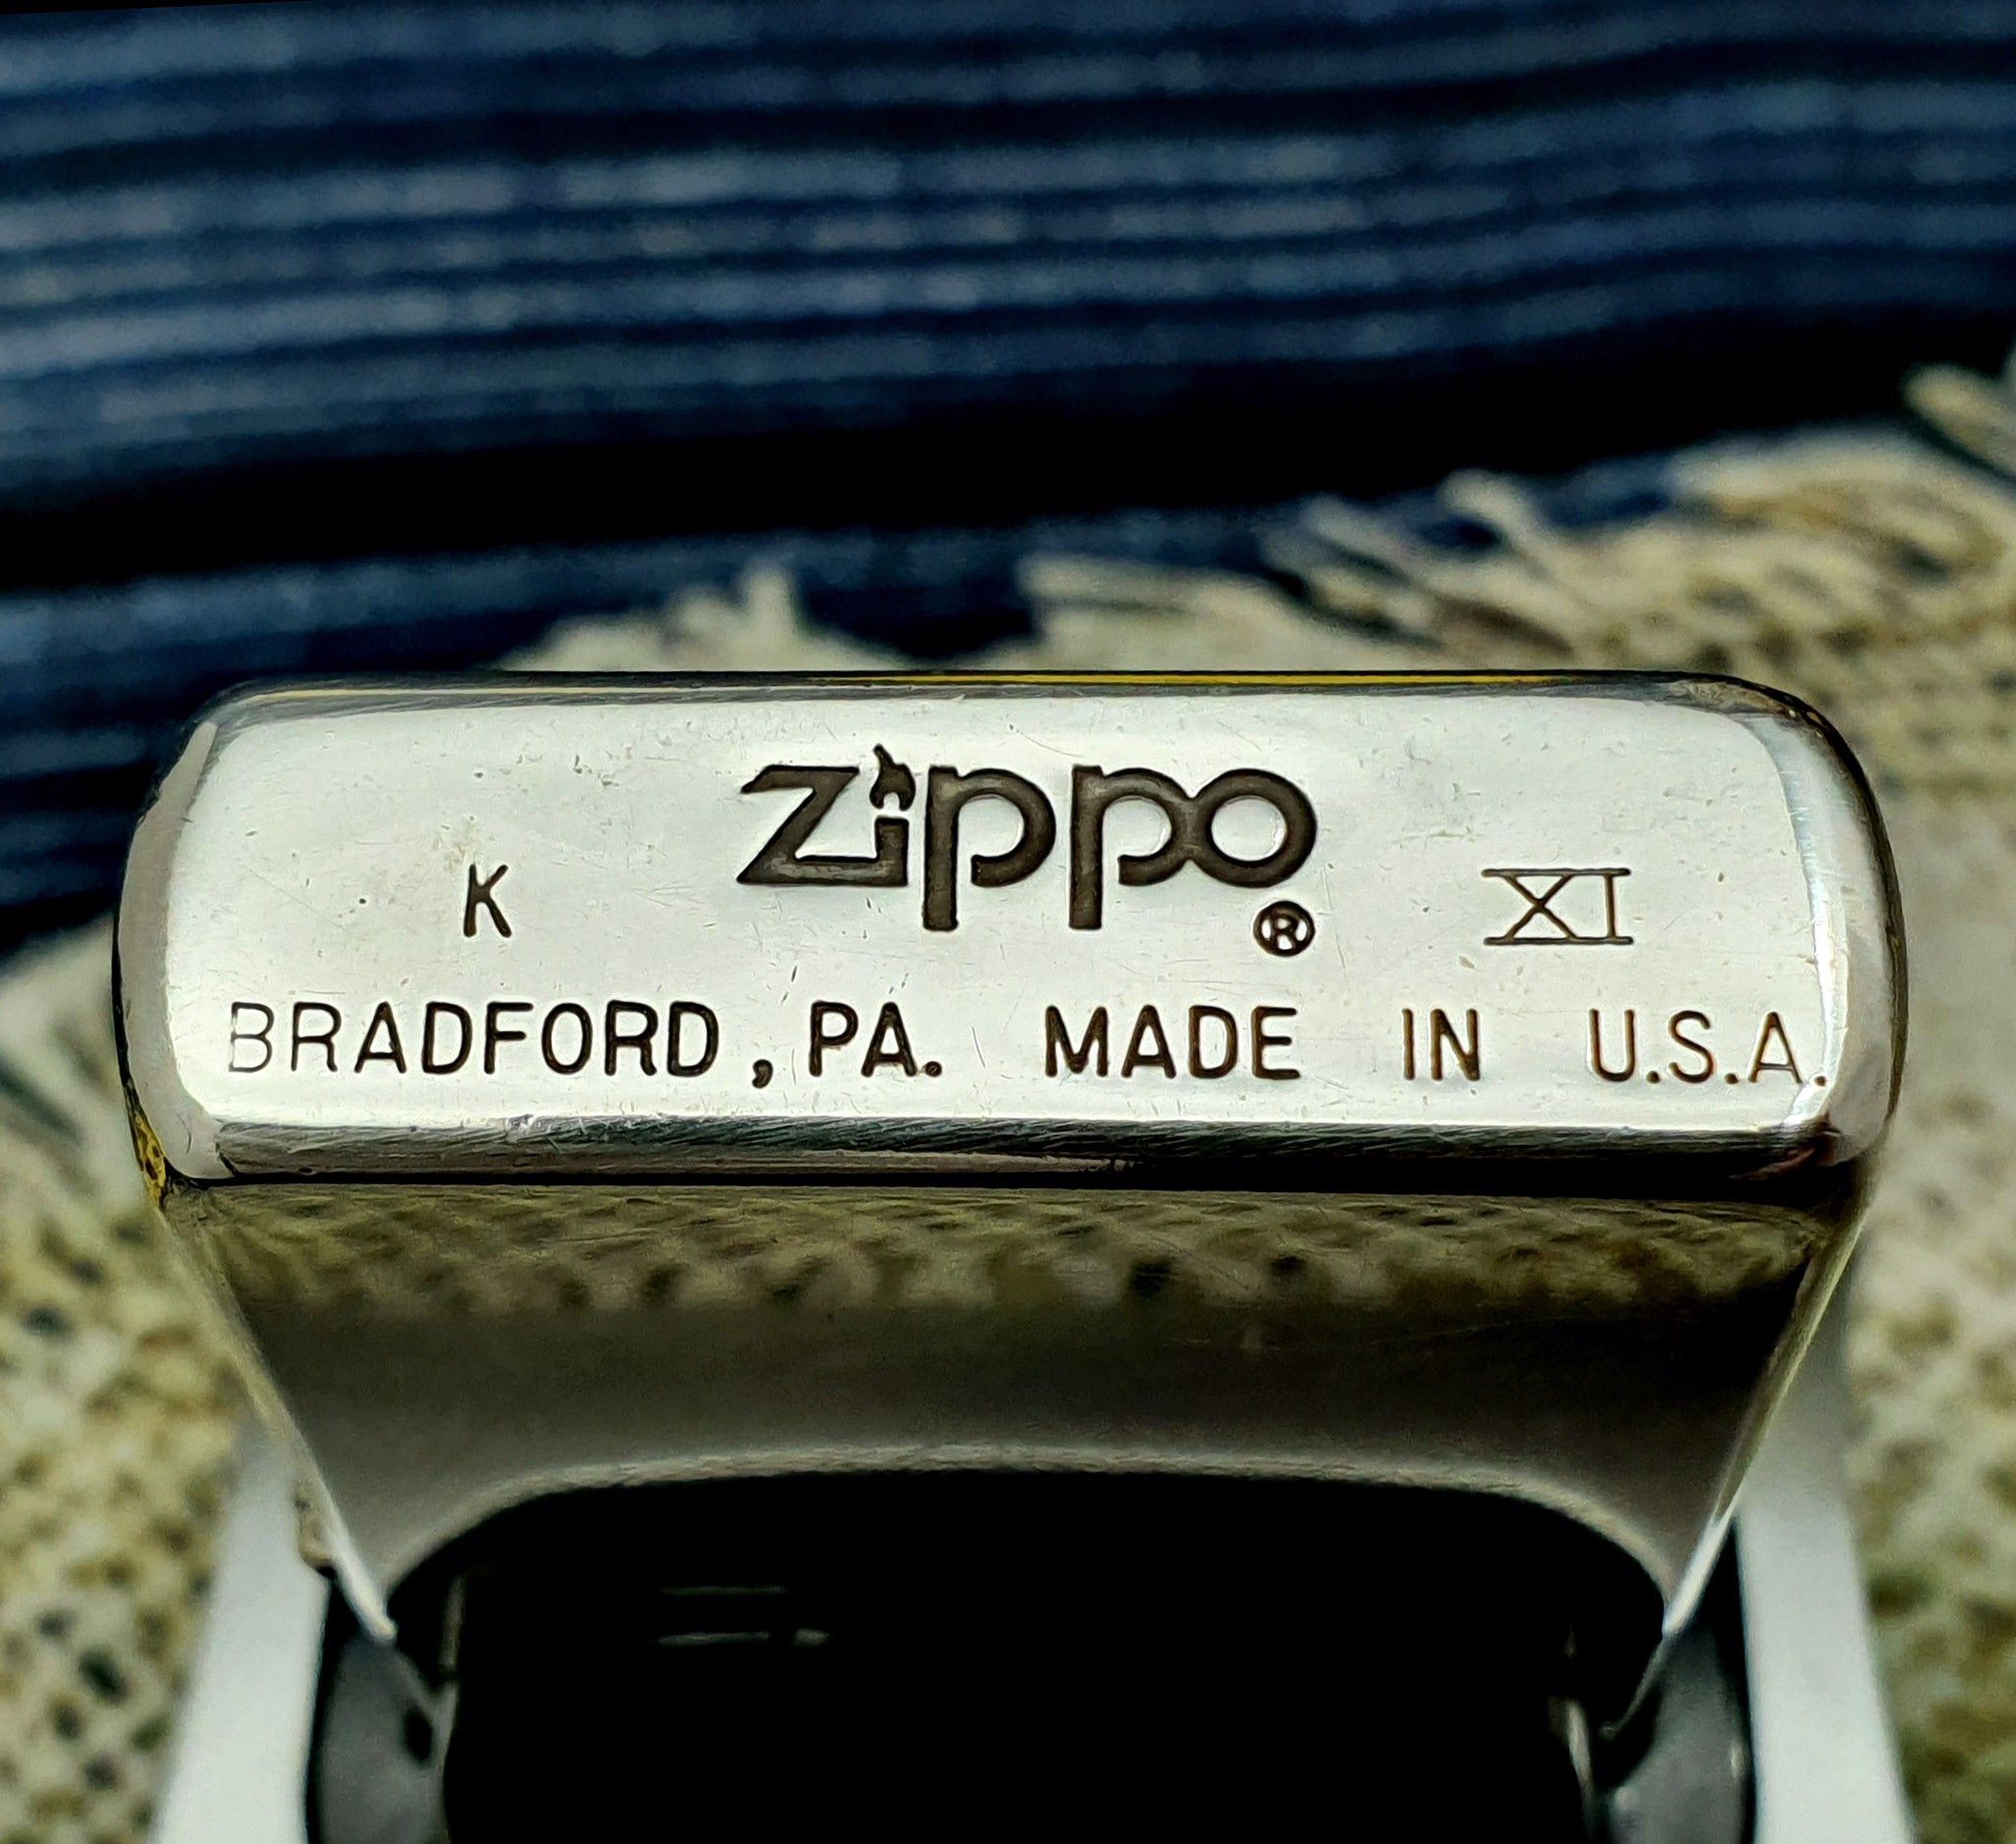 Zippo ®
K XI
BRADFORD, PA. MADE IN U.S.A.